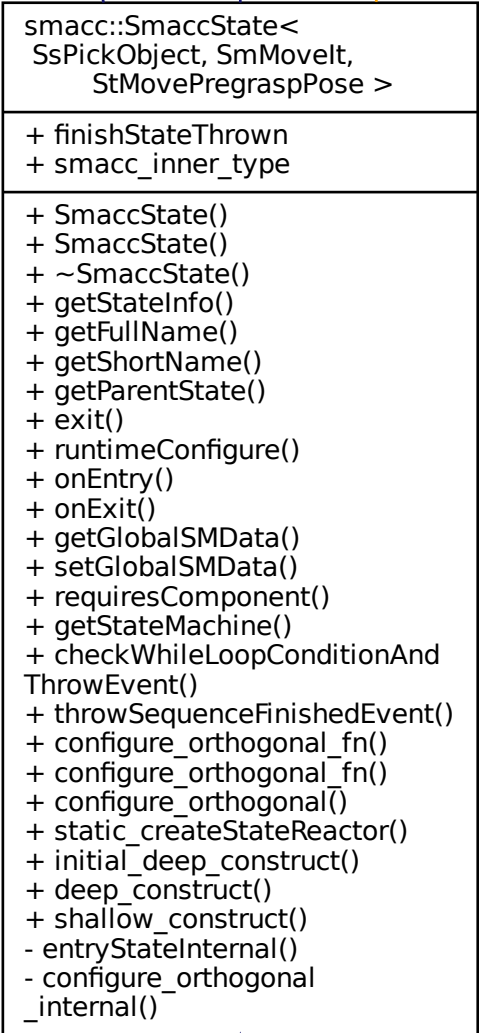 smacc::SmaccState<
SsPickObject, SmMoveIt,
StMovePregraspPose >
+ finishStateThrown
+ smacc_inner_type
+ SmaccState()
+ SmaccState()
+ ~SmaccState()
+ getStateInfo()
+ getFullName()
+ getShortName()
+ getParentState()
+ exit()
+ runtimeConfigure()
+ onEntry()
+ onExit()
+ getGlobalSMData()
+ setGlobalSMData()
+ requiresComponent()
+ getStateMachine()
+ checkWhileLoopConditionAnd
ThrowEvent()
+ throwSequenceFinishedEvent()
+ configure_orthogonal_fn()
+ configure_orthogonal_fn()
+ configure_orthogonal()
+ static_createStateReactor()
+ initial_deep_construct()
+ deep_construct()
+ shallow_construct()
- entryStateInternal()
- configure_orthogonal
_internal()